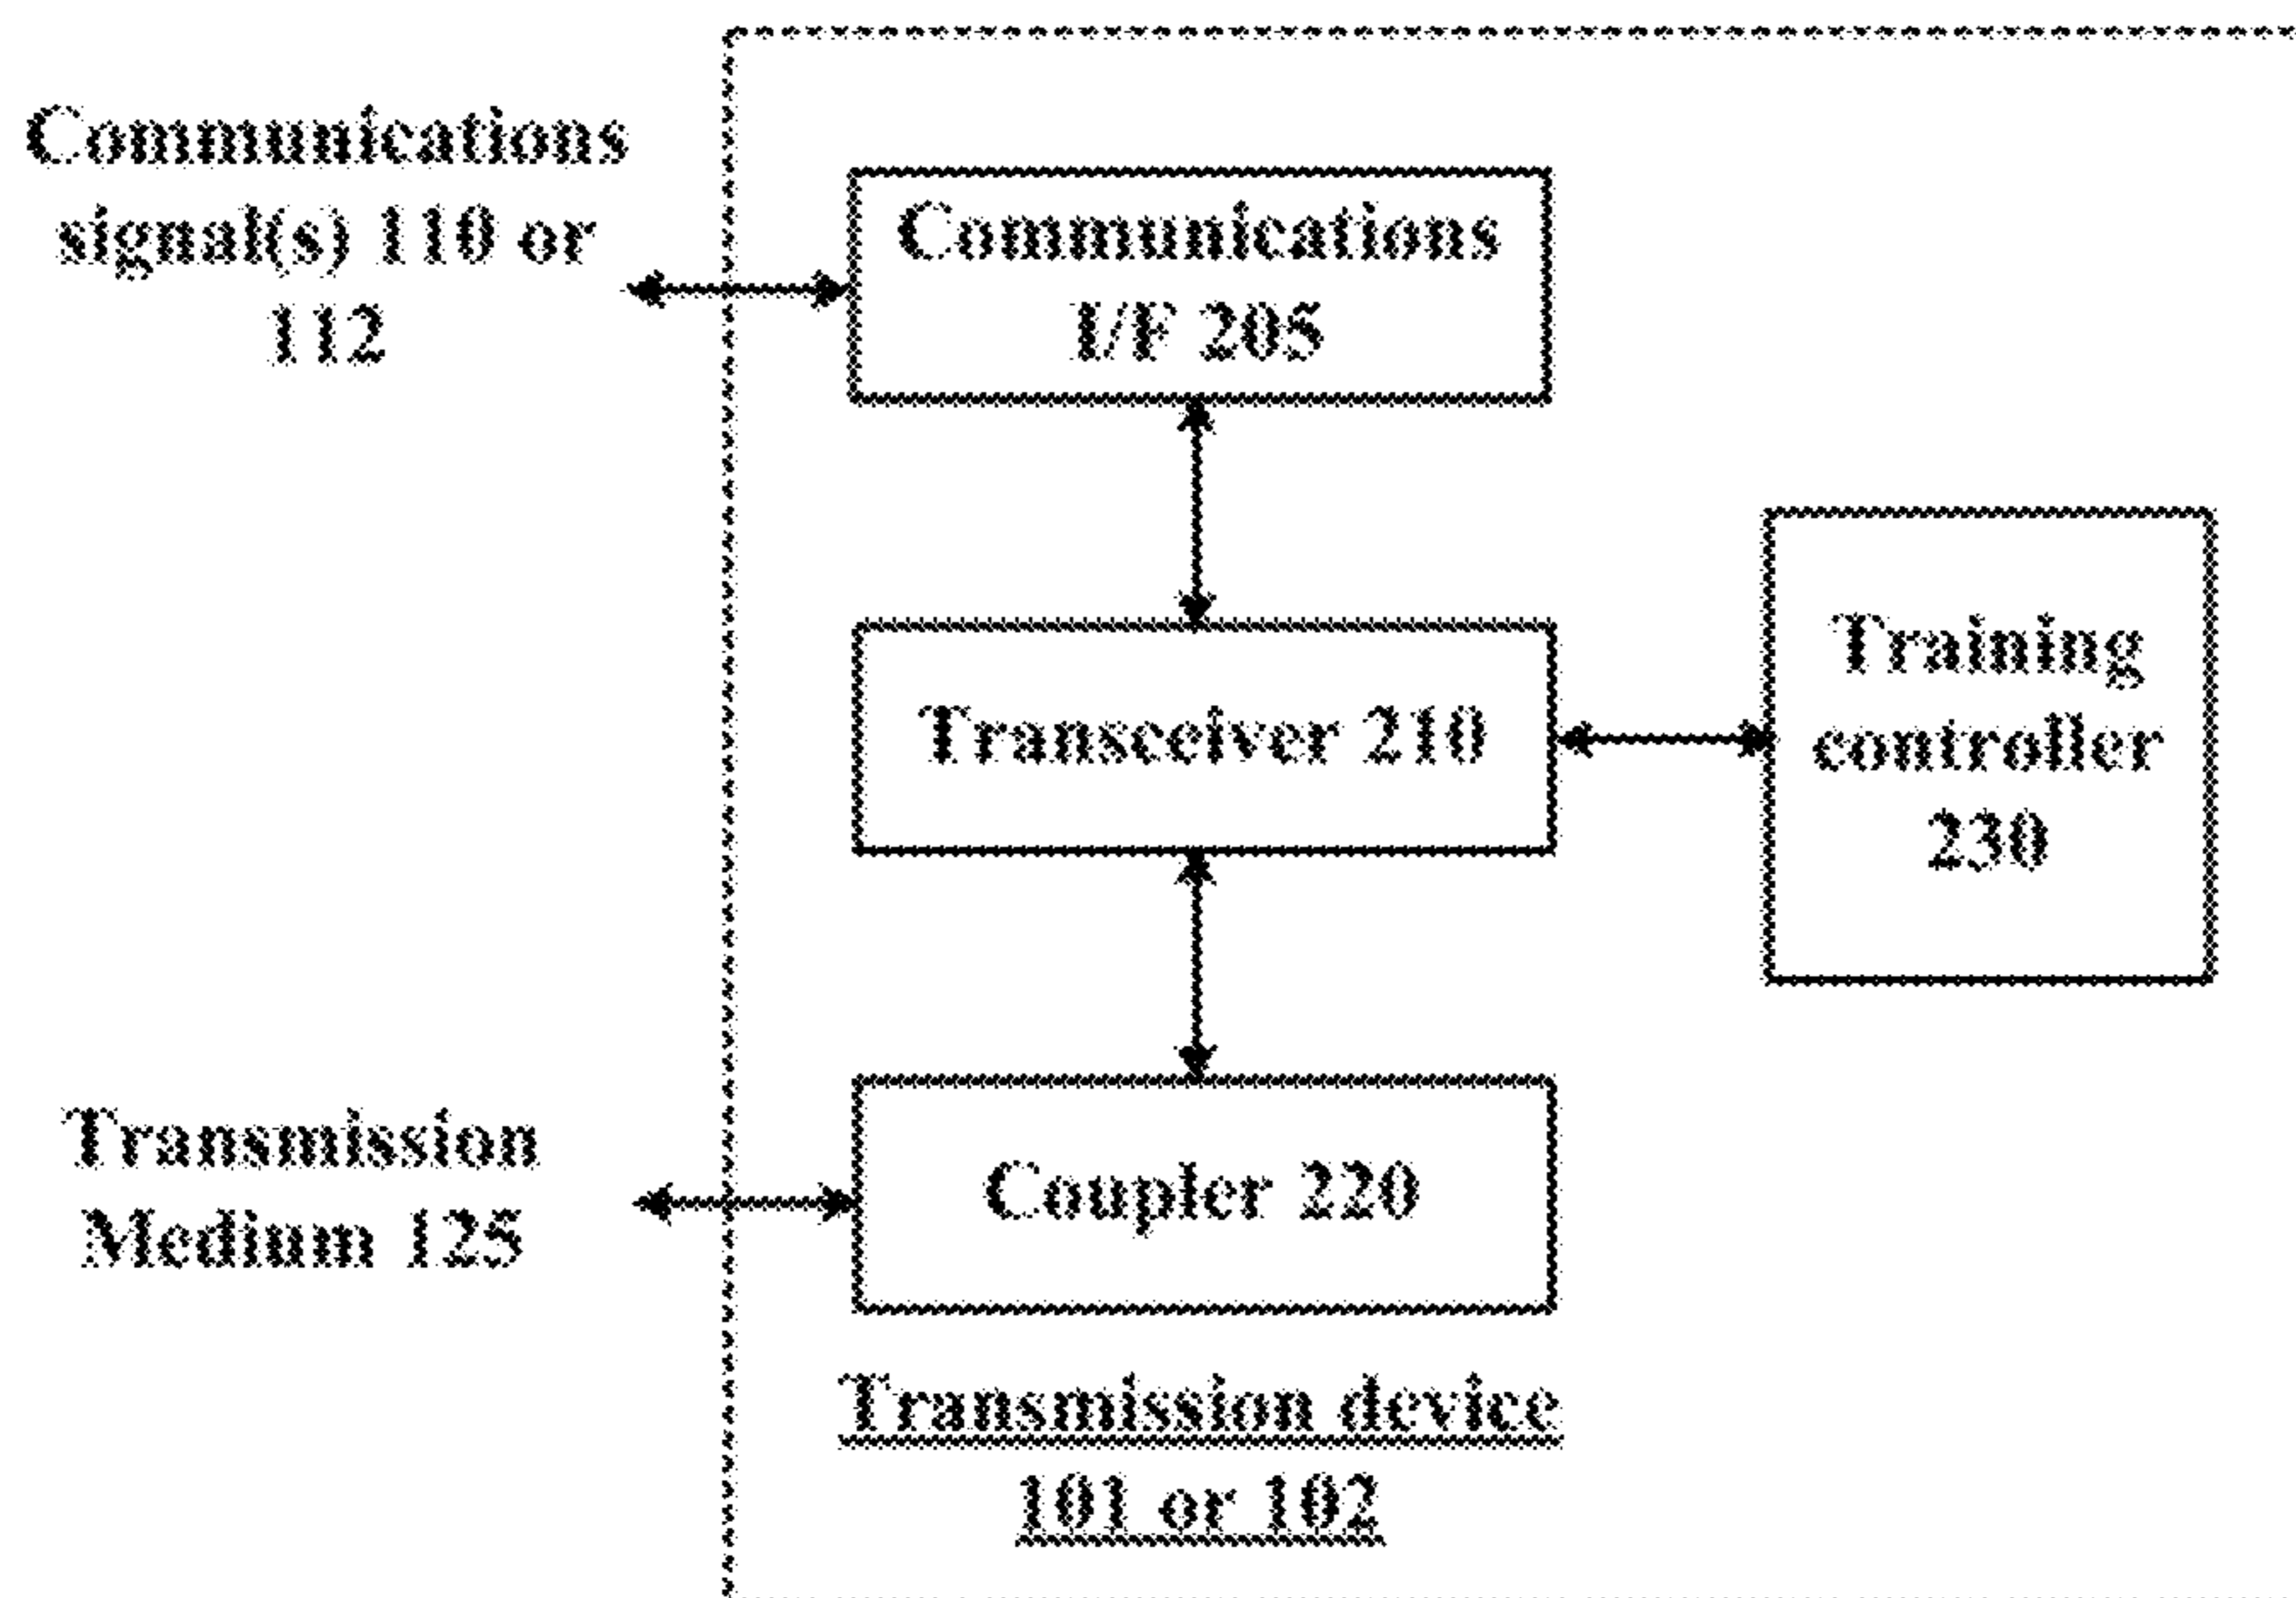 Communications
signal(s) 110 or
112
Communications
I/F 205
Transceiver 210
Training
controller
230
Transmission
Medium 125
Coupler 220
Transmission device
101 or 102